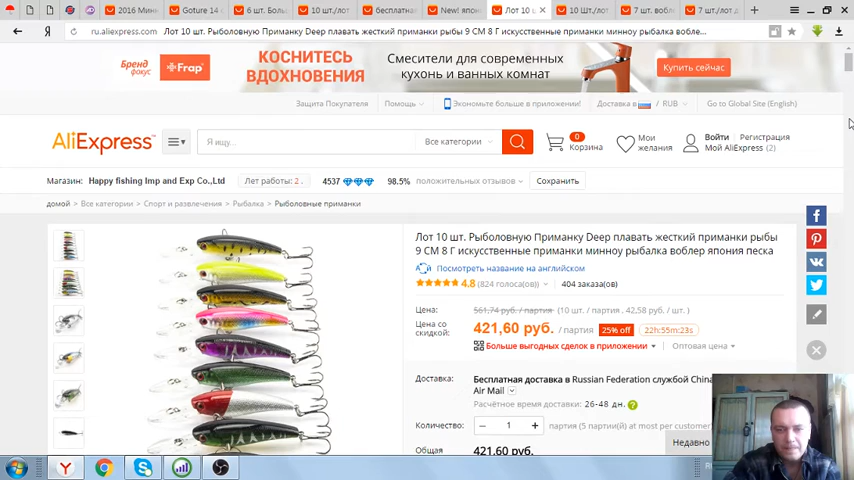 2016 Минн
Goture 14
6 шт. Боль
10 шт./лот
бесплатная
New! япон
Лот 10 ш
10 Шт./лот
7 шт. вобл
7 шт./лот
Я
ru.aliexpress.com
Лот 10 шт. Рыболовную Приманку Deep плавать жесткий приманки рыбы 9 СМ 8 Г искусственные приманки минноу рыбалка вобле...
Бренд фокус
Frap
КОСНИТЕСЬ ВДОХНОВЕНИЯ
Смесители для современных кухонь и ванных комнат
Купить сейчас
Защита Покупателя
Помощь
Экономьте больше в приложении!
Доставка в / RUB
Go to Global Site (English)
AliExpress
Я ищу...
Все категории
0
Корзина
Мои желания
Войти
Регистрация
Мой AliExpress (2)
Магазин: Happy fishing Imp and Exp Co.,Ltd
Лет работы: 2 .
4537
98.5% положительных отзывов
Сохранить
домой > Все категории > Спорт и развлечения > Рыбалка > Рыболовные приманки
Лот 10 шт. Рыболовную Приманку Deep плавать жесткий приманки рыбы
9 СМ 8 Г искусственные приманки минноу рыбалка воблер япония песка
Посмотреть название на английском
4.8 (824 голоса(ов))
404 заказа(ов)
Цена:
561,74 руб. / партия (10 шт. / партия , 42,58 руб. / шт. )
Цена со скидкой:
421,60 руб. / партия
25% off
22h:55m:23s
Больше выгодных сделок в приложении
Оптовая цена
Доставка:
Бесплатная доставка в Russian Federation службой China
Air Mail
Расчётное время доставки: 26-48 дн.
Количество:
1
партия (5 партия(й) at most per customer
Недавно
Общая
421,60 руб.